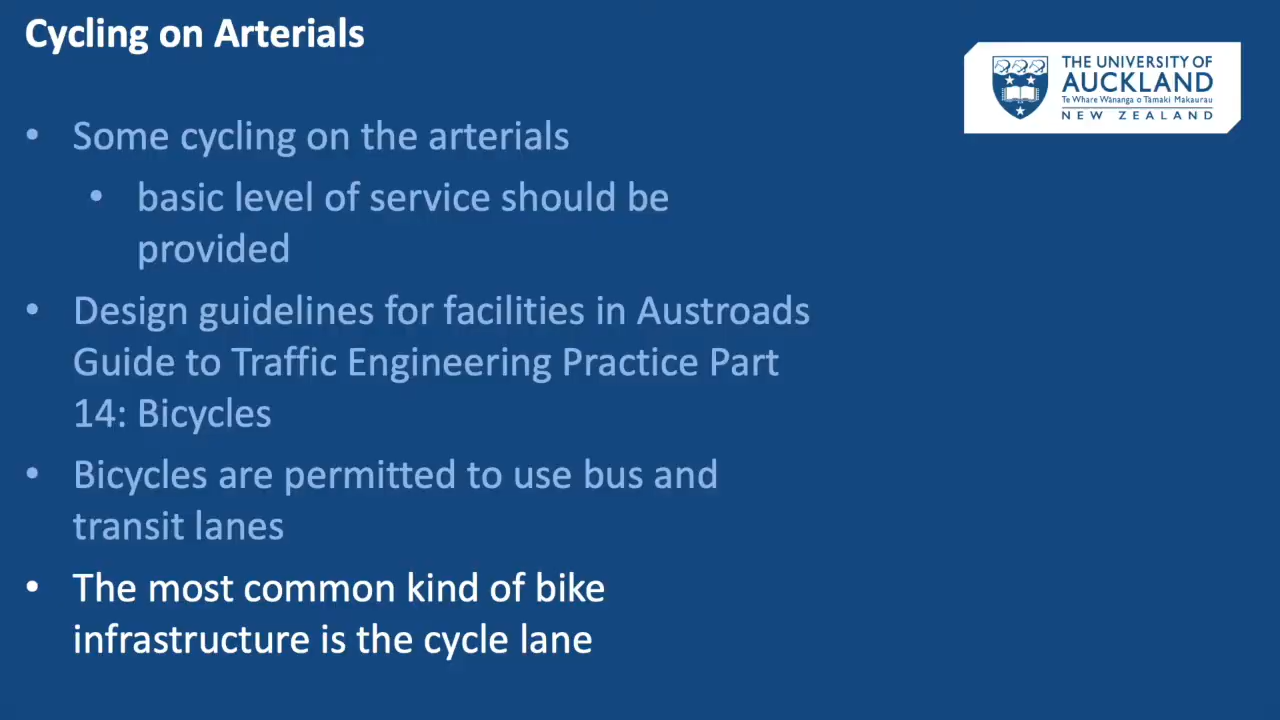 Cycling on Arterials
THE UNIVERSITY OF
AUCKLAND
Te Whare Wānanga o Tāmaki Makaurau
NEW ZEALAND
• Some cycling on the arterials
• basic level of service should be
provided
• Design guidelines for facilities in Austroads
Guide to Traffic Engineering Practice Part
14: Bicycles
• Bicycles are permitted to use bus and
transit lanes
• The most common kind of bike
infrastructure is the cycle lane